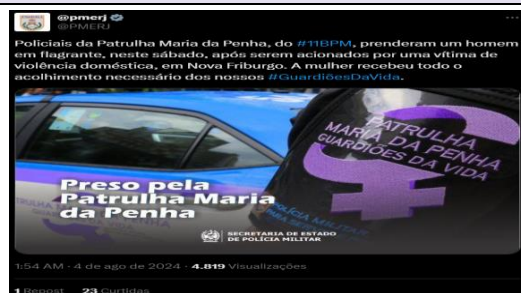 @pmerj
@PMERJ
Policiais da Patrulha Maria da Penha, do #11BPM, prenderam um homem
em flagrante, neste sábado, após serem acionados por uma vítima de
violência doméstica, em Nova Friburgo. A mulher recebeu todo o
acolhimento necessário dos nossos #GuardiõesDaVida.
PATRULHA
MARIA DA PENHA
GUARDIÕES DA VIDA
Preso pela
Patrulha Maria
da Penha
SECRETARIA DE ESTADO
DE POLÍCIA MILITAR
1:54 AM · 4 de ago de 2024 · 4.819 Visualizações
1 Repost 23 Curtidas